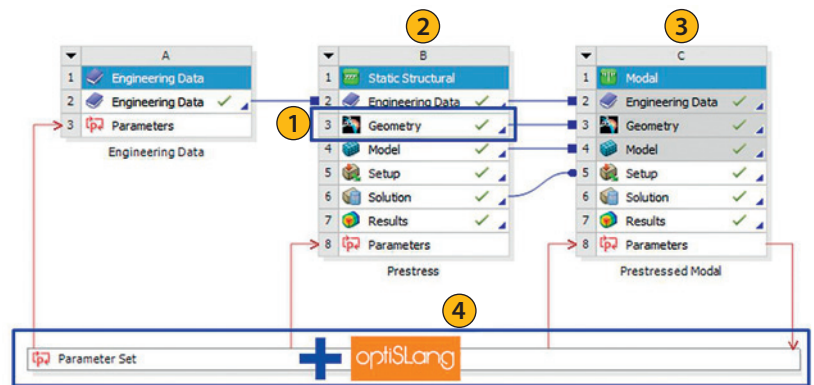 2
3
A
1 Engineering Data
2 Engineering Data
3 Parameters
Engineering Data
1
B
1 Static Structural
2 Engineering Data
3 Geometry
4 Model
5 Setup
6 Solution
7 Results
8 Parameters
Prestress
C
1 Modal
2 Engineering Data
3 Geometry
4 Model
5 Setup
6 Solution
7 Results
8 Parameters
Prestressed Modal
4
Parameter Set
optiSLang